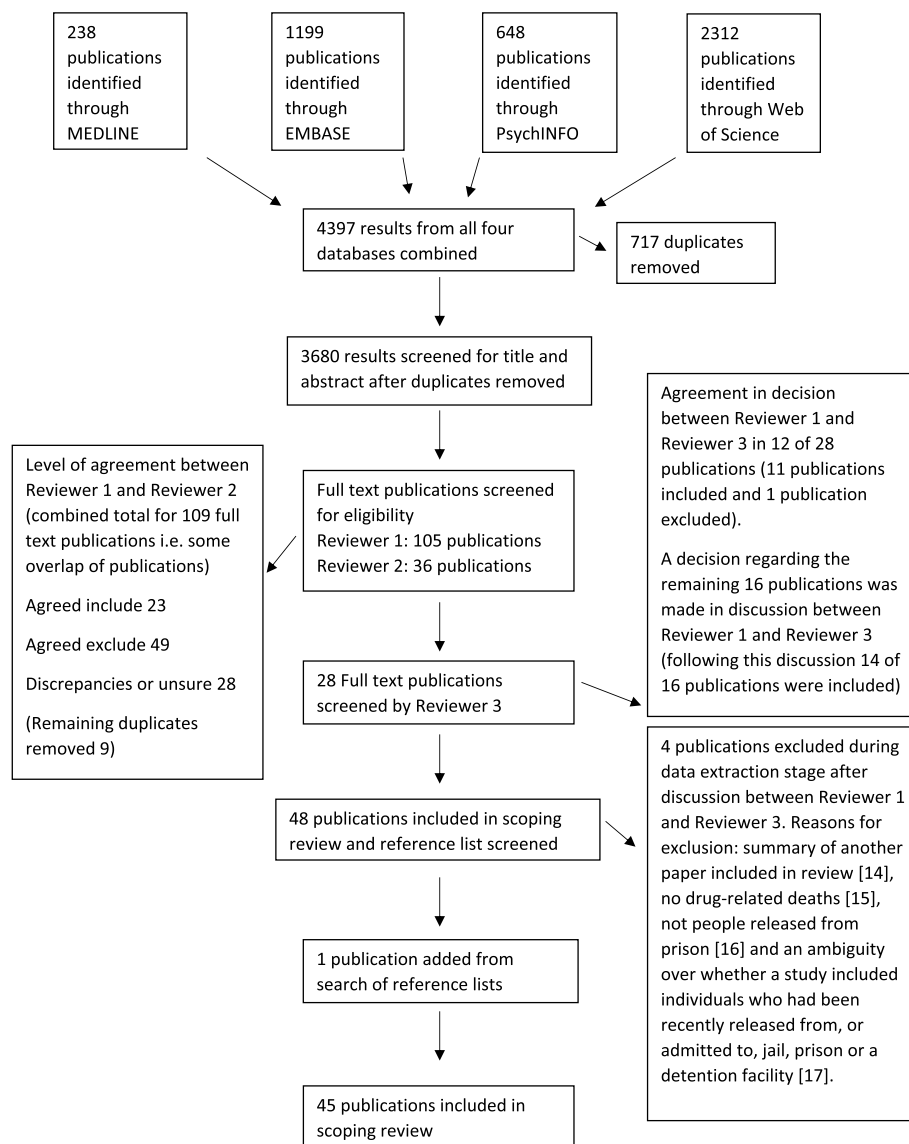 238
publications
identified
through
MEDLINE
1199
publications
identified
through
EMBASE
648
publications
identified
through
PsychINFO
2312
publications
identified
through Web
of Science
4397 results from all four
databases combined
717 duplicates
removed
3680 results screened for title and
abstract after duplicates removed
Agreement in decision
between Reviewer 1 and
Reviewer 3 in 12 of 28
publications (11 publications
included and 1 publication
excluded).
A decision regarding the
remaining 16 publications was
made in discussion between
Reviewer 1 and Reviewer 3
(following this discussion 14 of
16 publications were included)
Level of agreement between
Reviewer 1 and Reviewer 2
(combined total for 109 full
text publications i.e. some
overlap of publications)
Agreed include 23
Agreed exclude 49
Discrepancies or unsure 28
(Remaining duplicates
removed 9)
Full text publications screened
for eligibility
Reviewer 1: 105 publications
Reviewer 2: 36 publications
28 Full text publications
screened by Reviewer 3
4 publications excluded during
data extraction stage after
discussion between Reviewer 1
and Reviewer 3. Reasons for
exclusion: summary of another
paper included in review [14],
no drug-related deaths [15],
not people released from
prison [16] and an ambiguity
over whether a study included
individuals who had been
recently released from, or
admitted to, jail, prison or a
detention facility [17].
48 publications included in scoping
review and reference list screened
1 publication added from
search of reference lists
45 publications included in
scoping review